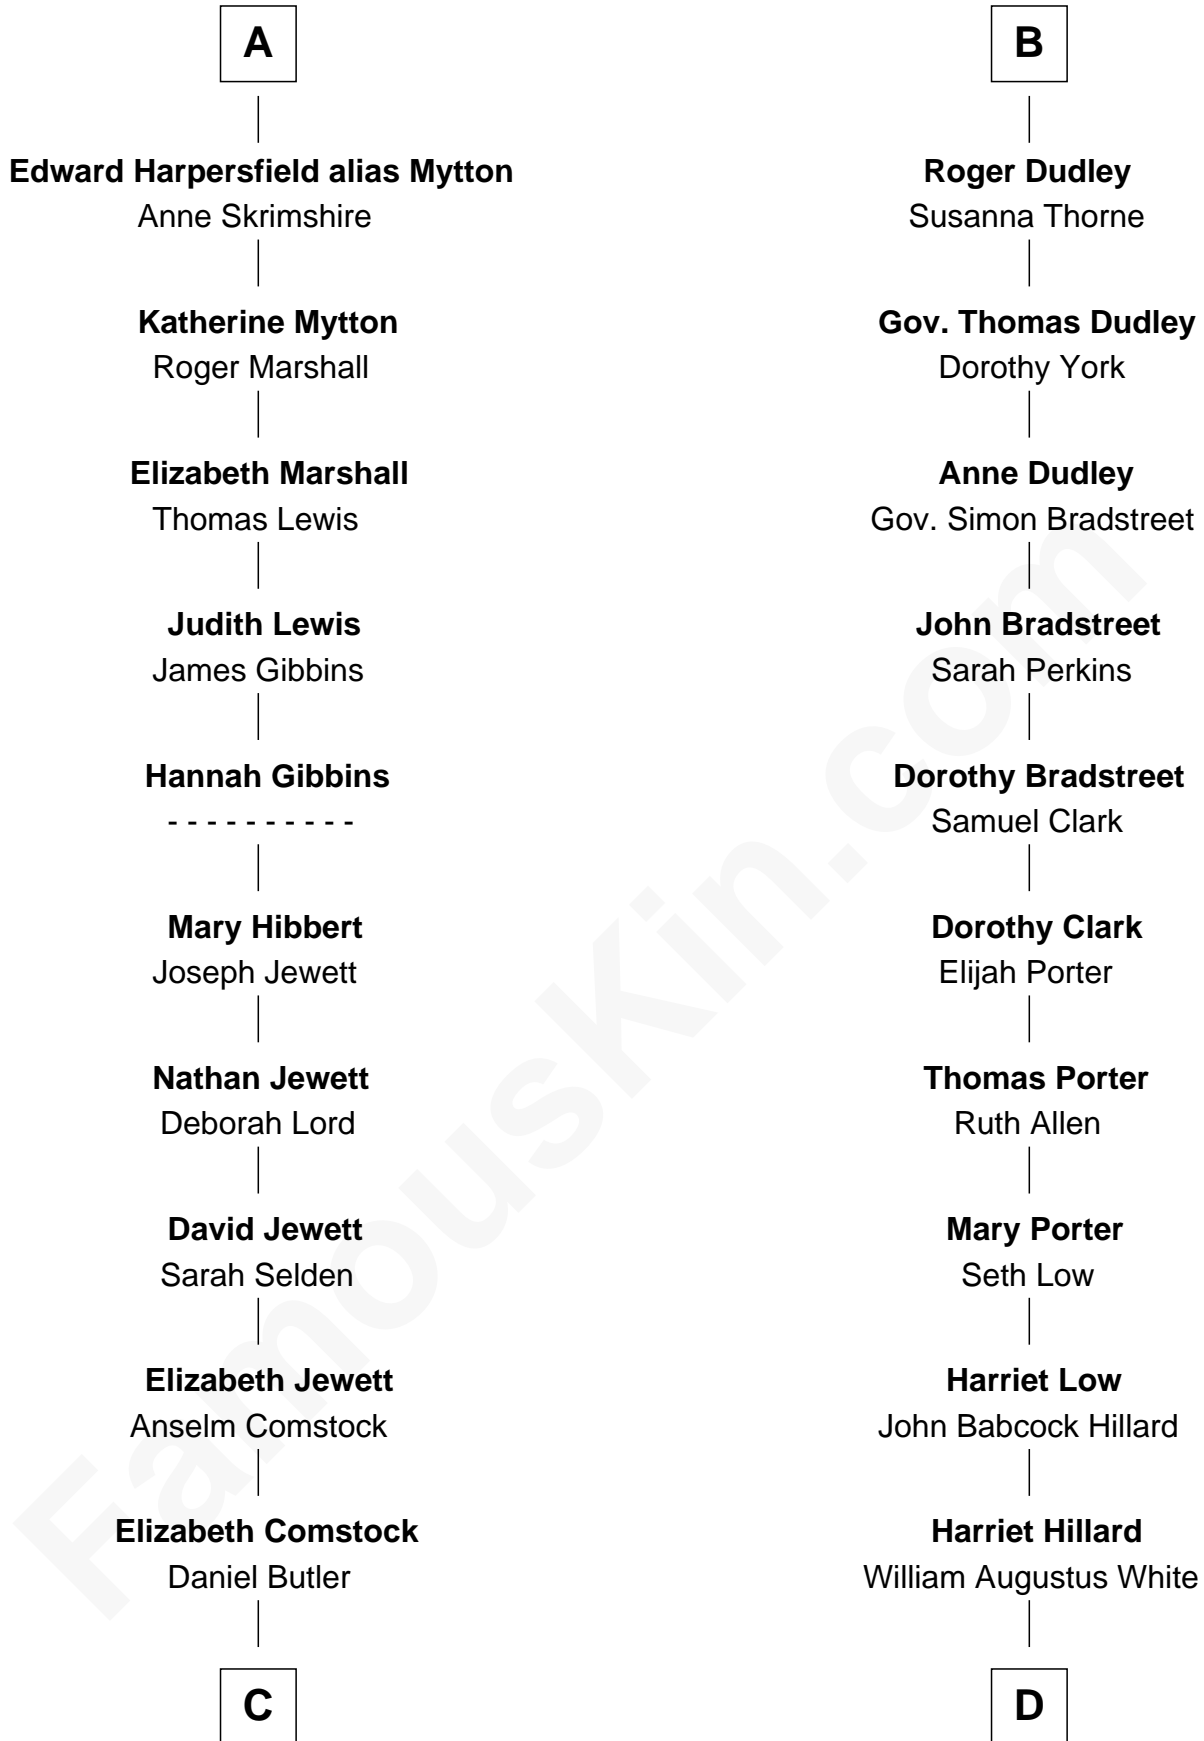 A
Edward Harpersfield alias Mytton
Anne Skrimshire
Katherine Mytton
Roger Marshall
Elizabeth Marshall
Thomas Lewis
Judith Lewis
James Gibbins
Hannah Gibbins
- - - - - - - - - -
Mary Hibbert
Joseph Jewett
Nathan Jewett
Deborah Lord
David Jewett
Sarah Selden
Elizabeth Jewett
Anselm Comstock
Elizabeth Comstock
Daniel Butler
C
B
Roger Dudley
Susanna Thorne
Gov. Thomas Dudley
Dorothy York
Anne Dudley
Gov. Simon Bradstreet
John Bradstreet
Sarah Perkins
Dorothy Bradstreet
Samuel Clark
Dorothy Clark
Elijah Porter
Thomas Porter
Ruth Allen
Mary Porter
Seth Low
Harriet Low
John Babcock Hillard
Harriet Hillard
William Augustus White
D
FamousKin.com